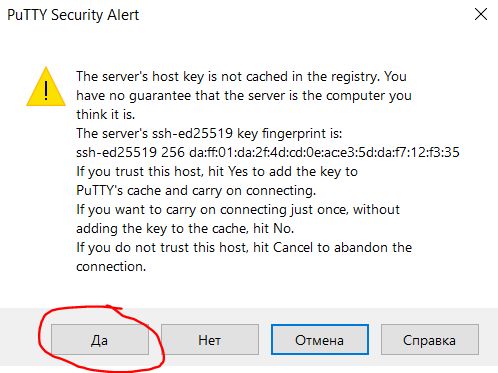 PuTTY Security Alert
The server's host key is not cached in the registry. You
have no guarantee that the server is the computer you
think it is.
The server's ssh-ed25519 key fingerprint is:
ssh-ed25519 256 da:ff:01:da:2f:4d:cd:0e:ac:e3:5d:da:f7:12:f3:35
If you trust this host, hit Yes to add the key to
PuTTY's cache and carry on connecting.
If you want to carry on connecting just once, without
adding the key to the cache, hit No.
If you do not trust this host, hit Cancel to abandon the
connection.
Да Нет Отмена Справка